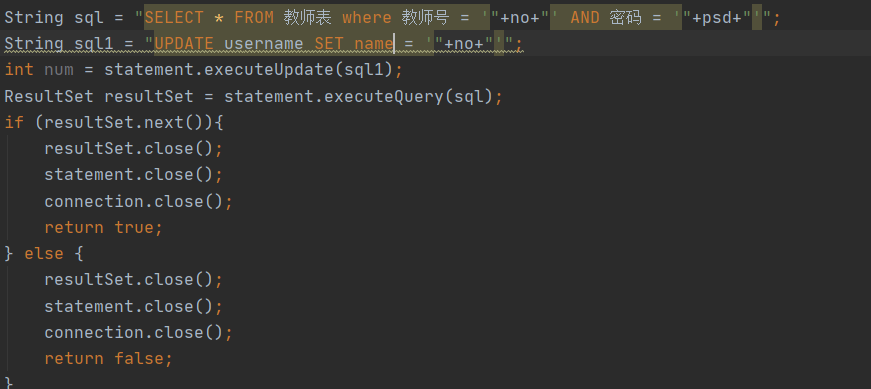 String sql = "SELECT * FROM 教师表 where 教师号 = '"+no+"' AND 密码 = '"+psd+"'";
String sql1 = "UPDATE username SET name = '"+no+"'";
int num = statement.executeUpdate(sql1);
ResultSet resultSet = statement.executeQuery(sql);
if (resultSet.next()){
    resultSet.close();
    statement.close();
    connection.close();
    return true;
} else {
    resultSet.close();
    statement.close();
    connection.close();
    return false;
}